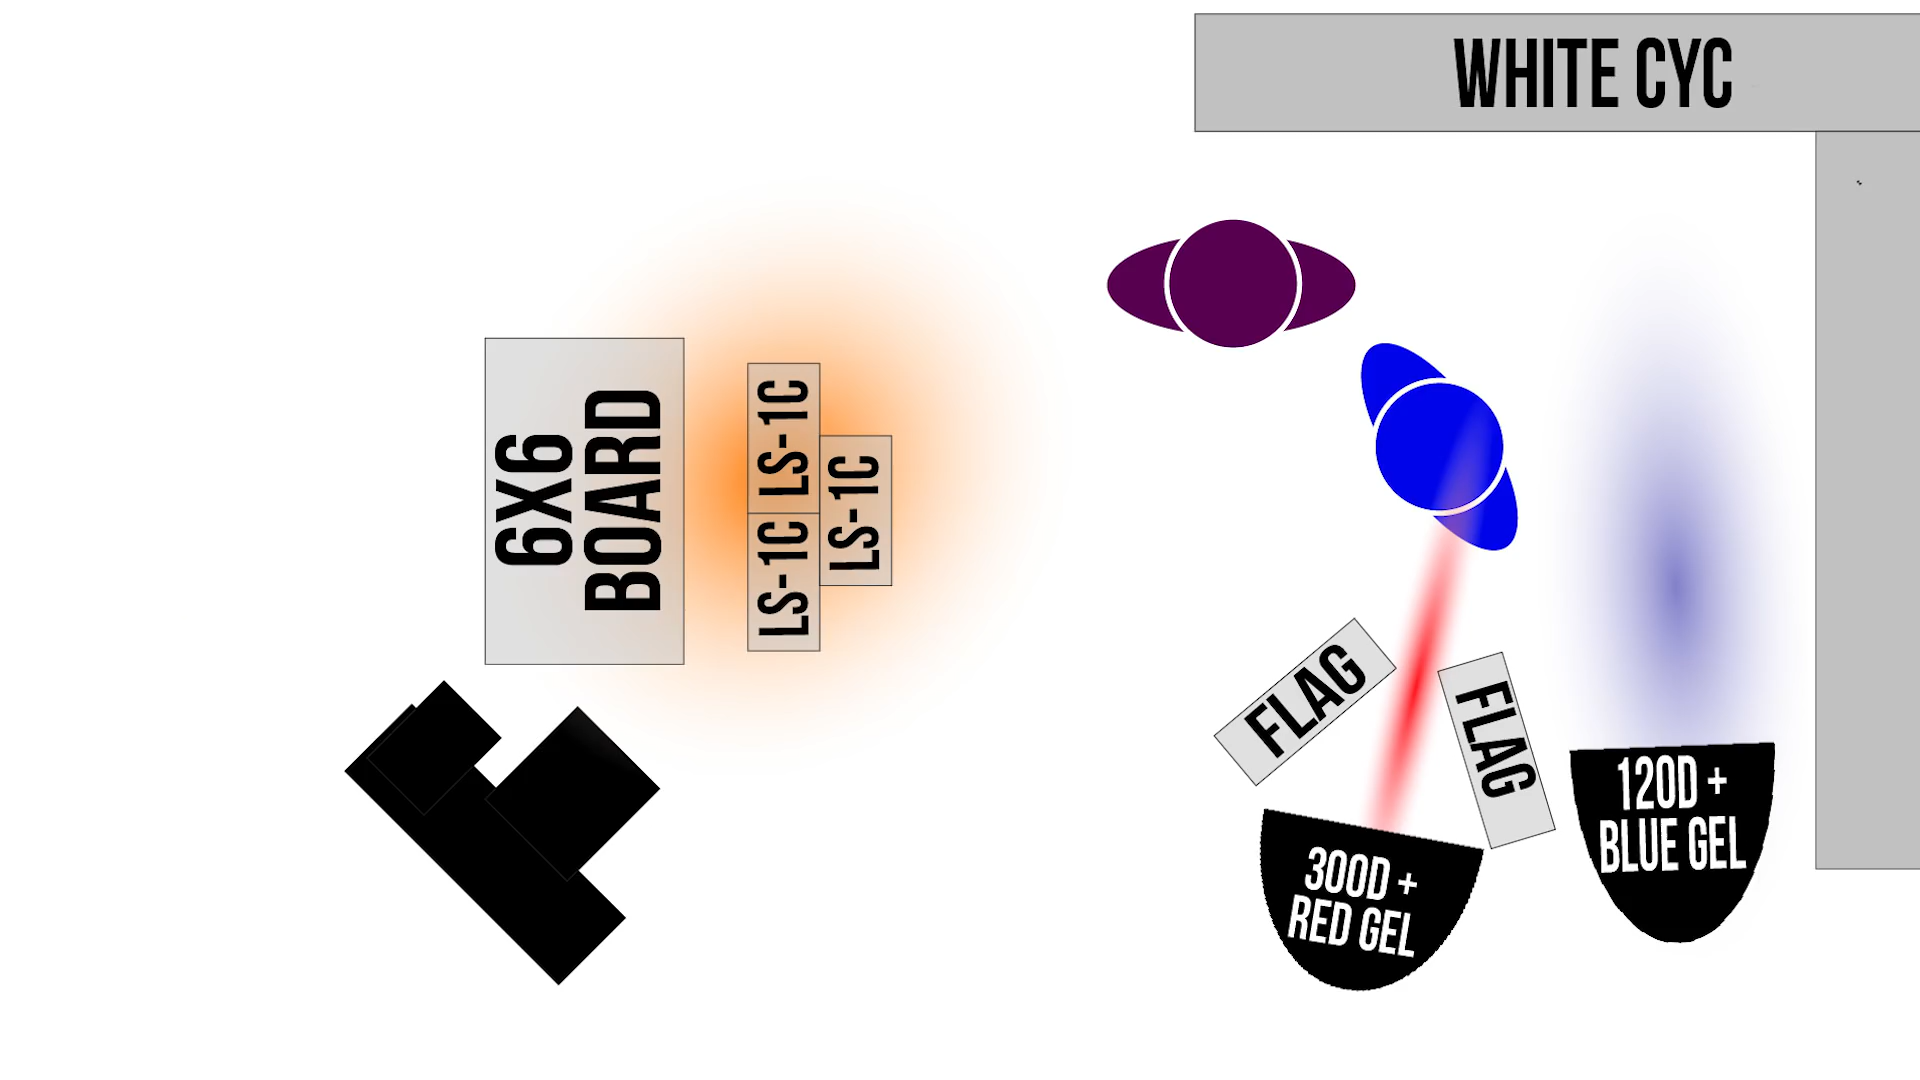 WHITE CYC
6X6
BOARD
LS-1C
LS-1C
LS-1C
FLAG
FLAG
300D +
RED GEL
120D +
BLUE GEL